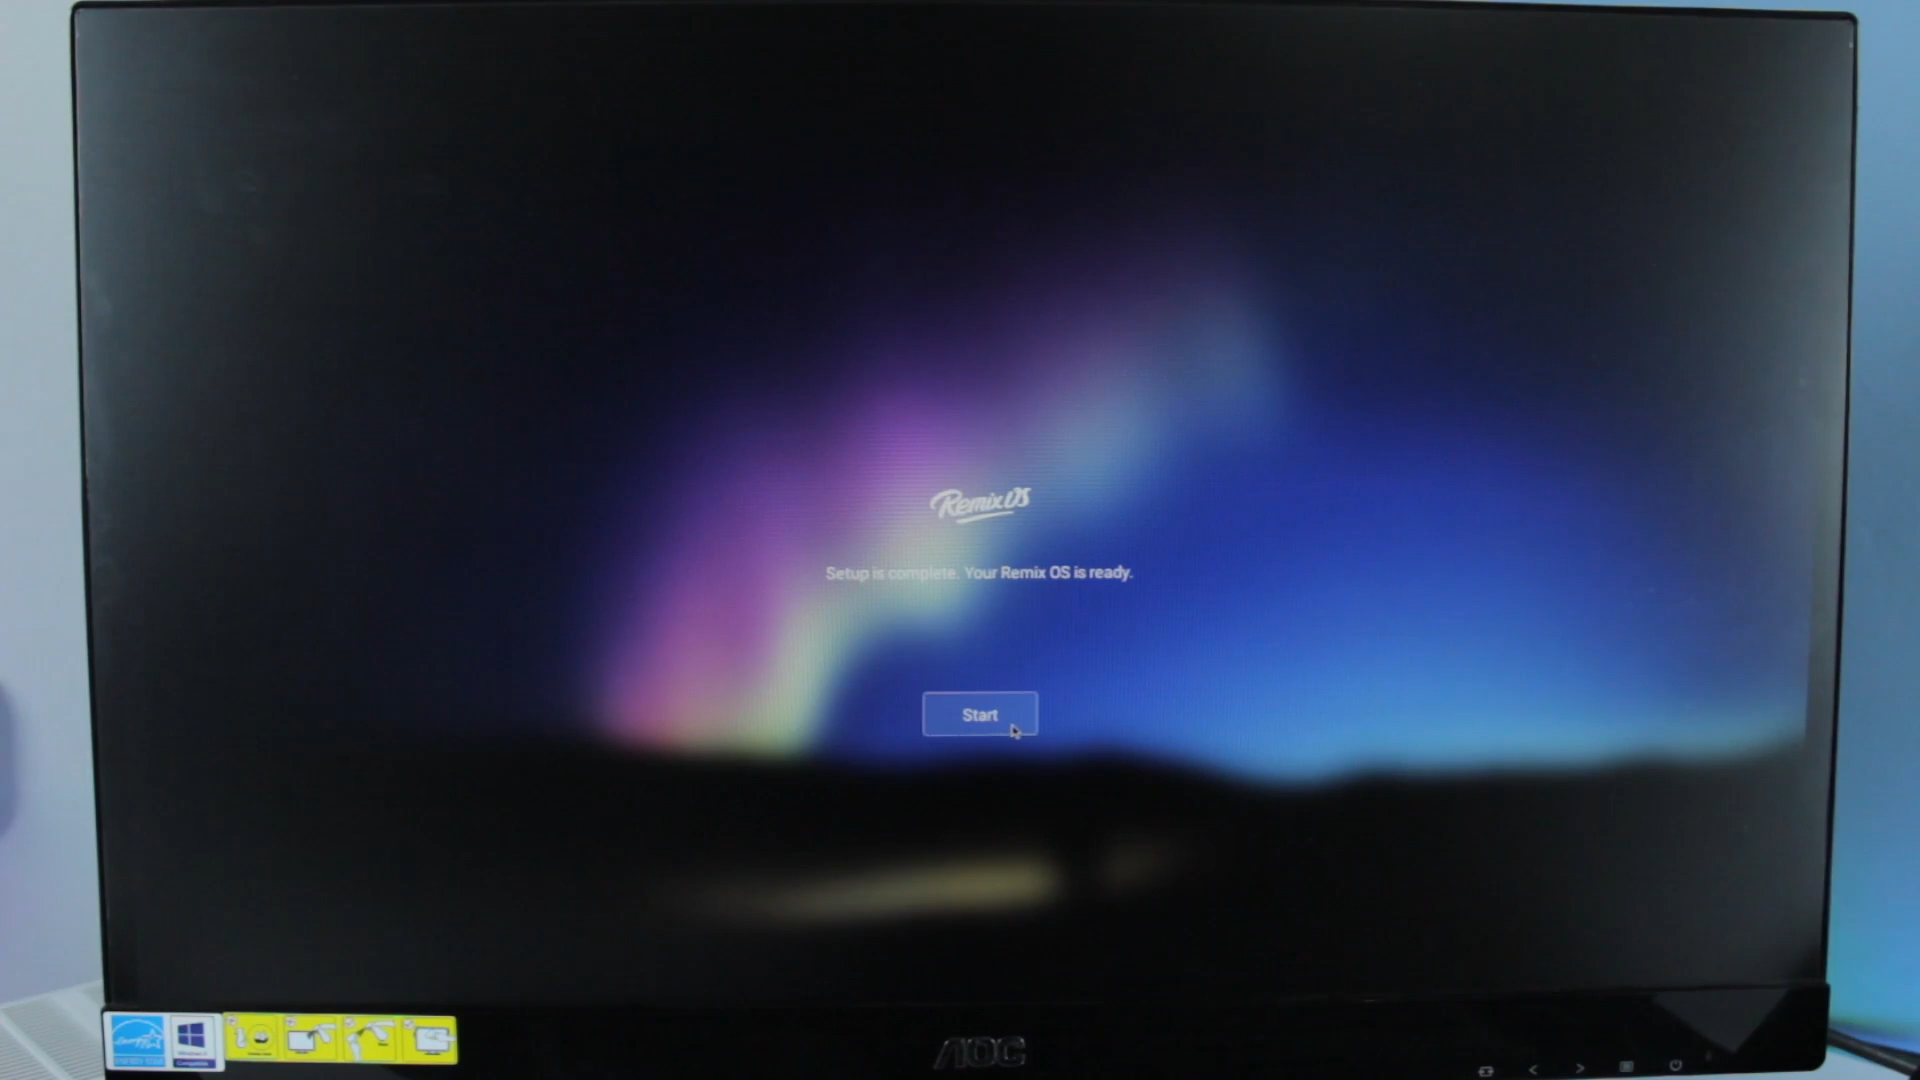 Remix OS
Setup is complete. Your Remix OS is ready.
Start
AOC